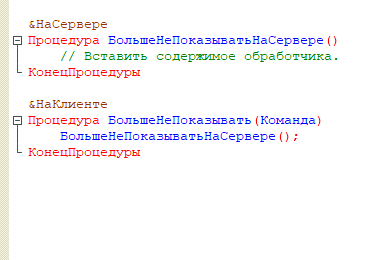 &НаСервере
Процедура БольшеНеПоказыватьНаСервере()
// Вставить содержимое обработчика.
КонецПроцедуры
&НаКлиенте
Процедура БольшеНеПоказывать(Команда)
БольшеНеПоказыватьНаСервере();
КонецПроцедуры